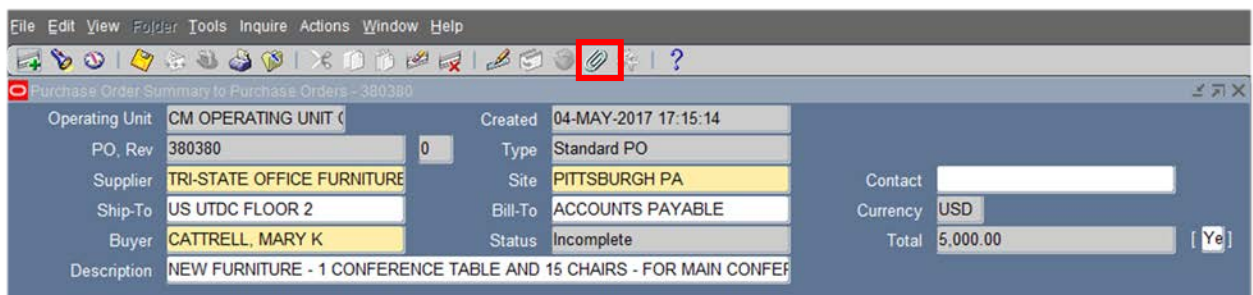 File Edit View Folder Tools Inquire Actions Window Help
Purchase Order Summary to Purchase Orders - 380380
Operating Unit CM OPERATING UNIT ( Created 04-MAY-2017 17:15:14
PO, Rev 380380 0 Type Standard PO
Supplier TRI-STATE OFFICE FURNITURE Site PITTSBURGH PA Contact
Ship-To US UTDC FLOOR 2 Bill-To ACCOUNTS PAYABLE Currency USD
Buyer CATTRELL, MARY K Status Incomplete Total 5,000.00 [ Ye ]
Description NEW FURNITURE - 1 CONFERENCE TABLE AND 15 CHAIRS - FOR MAIN CONFER